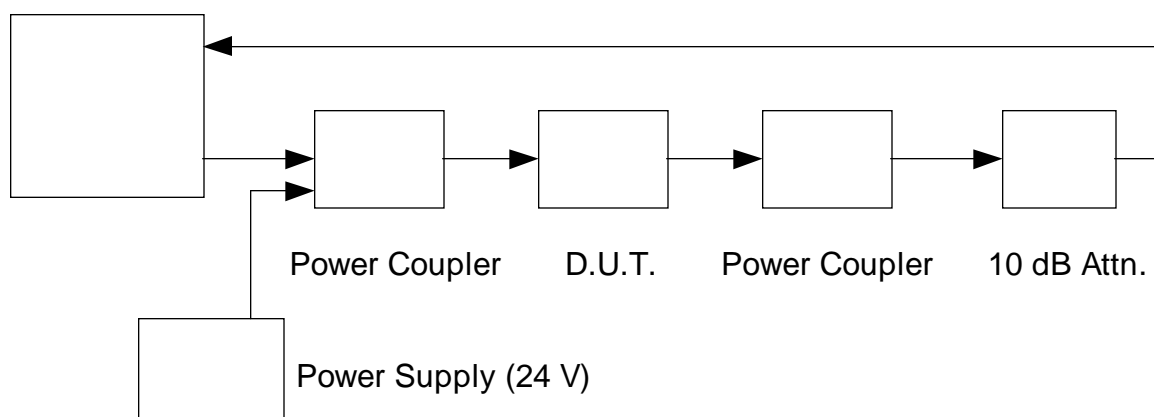 Power Coupler
D.U.T.
Power Coupler
10 dB Attn.
Power Supply (24 V)